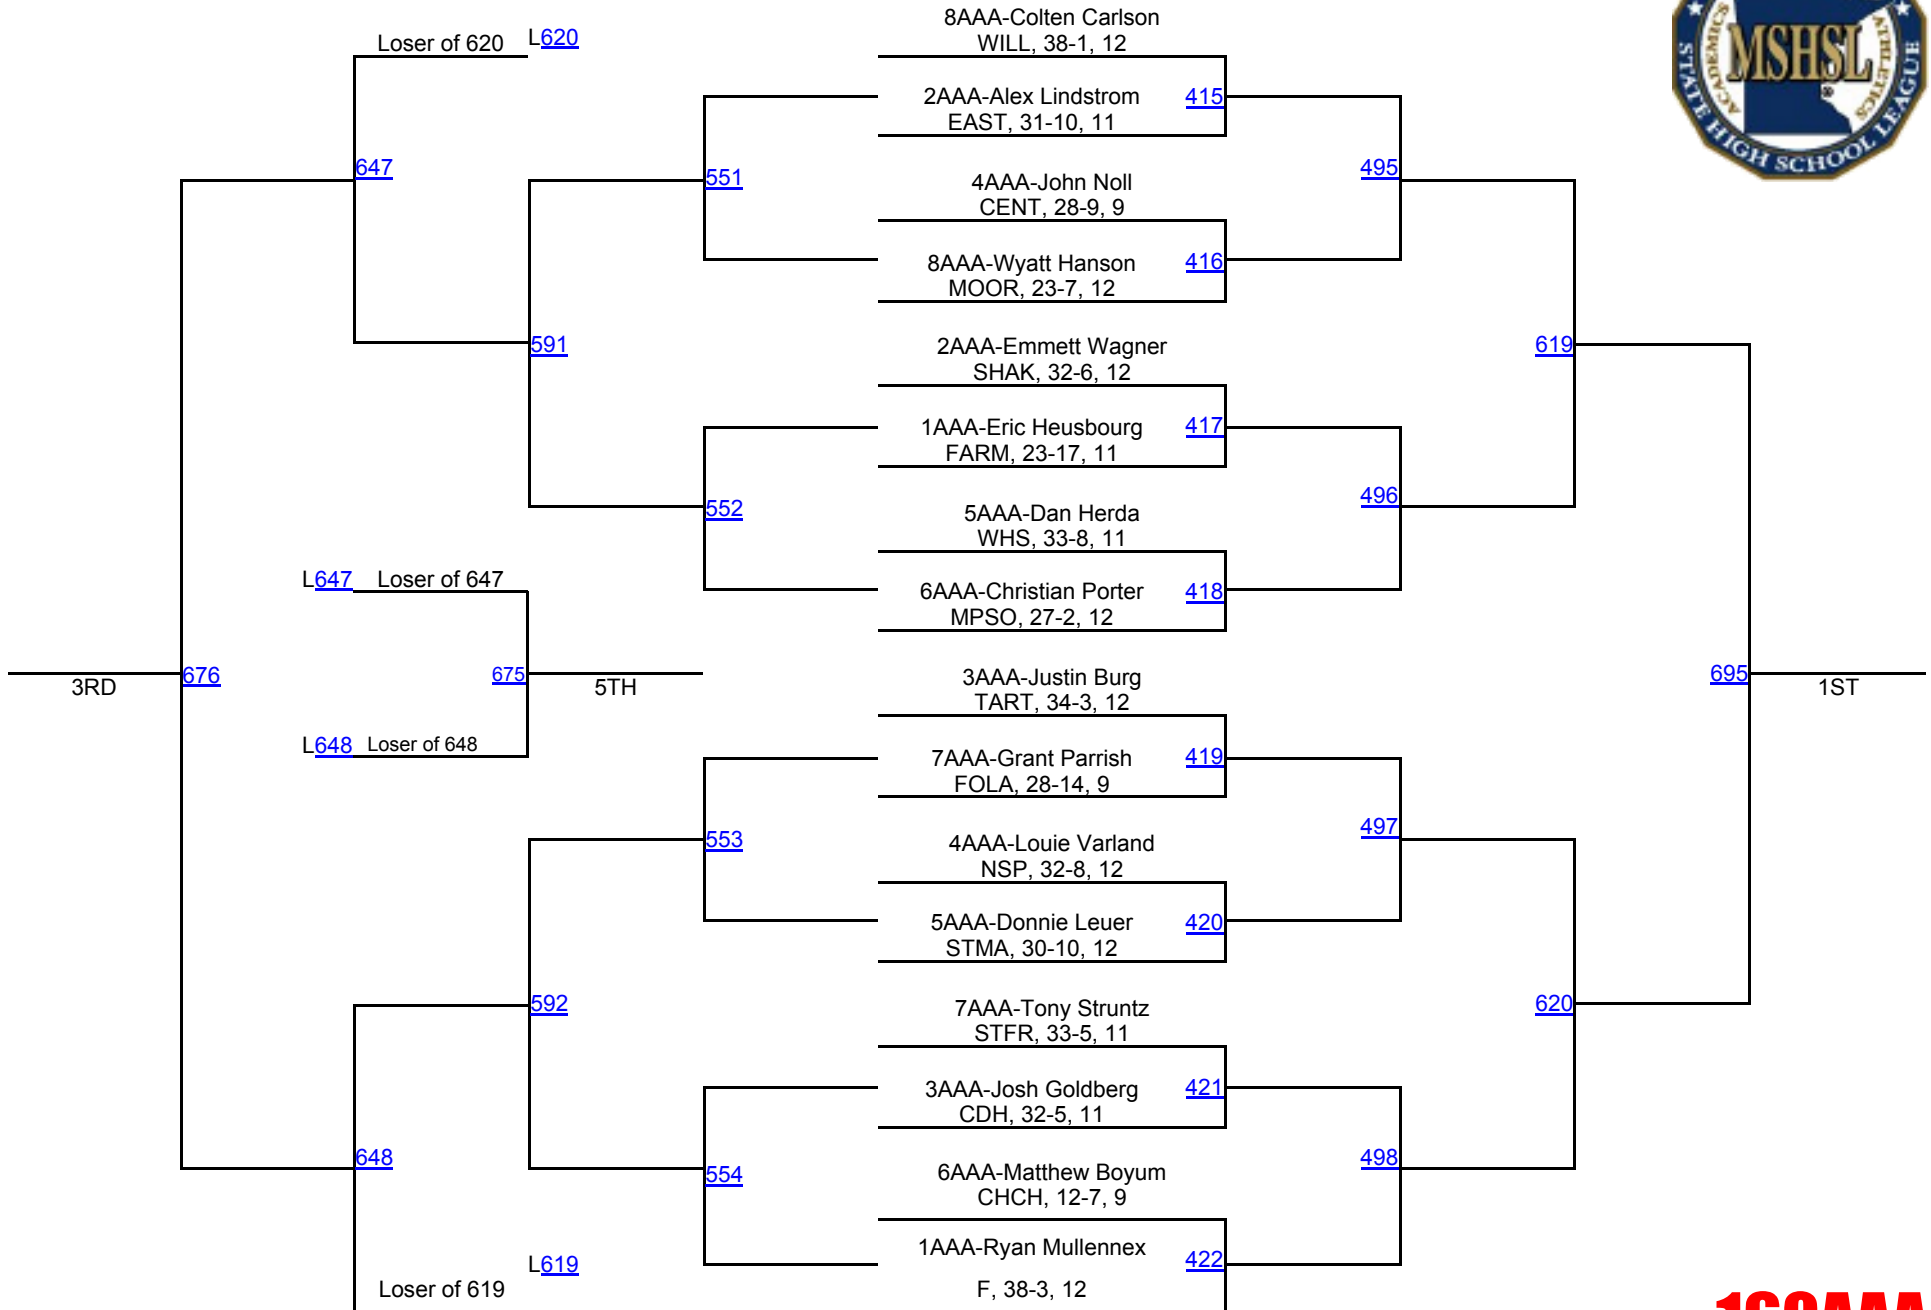 8AAA-Colten Carlson
WILL, 38-1, 12
Loser of 620
L620
2AAA-Alex Lindstrom
EAST, 31-10, 11
415
647
551
4AAA-John Noll
CENT, 28-9, 9
495
8AAA-Wyatt Hanson
MOOR, 23-7, 12
416
591
2AAA-Emmett Wagner
SHAK, 32-6, 12
619
1AAA-Eric Heusbourg
FARM, 23-17, 11
417
552
5AAA-Dan Herda
WHS, 33-8, 11
496
L647
Loser of 647
6AAA-Christian Porter
MPSO, 27-2, 12
418
3RD
676
675
5TH
3AAA-Justin Burg
TART, 34-3, 12
695
1ST
L648
Loser of 648
7AAA-Grant Parrish
FOLA, 28-14, 9
419
553
4AAA-Louie Varland
NSP, 32-8, 12
497
5AAA-Donnie Leuer
STMA, 30-10, 12
420
592
7AAA-Tony Struntz
STFR, 33-5, 11
620
3AAA-Josh Goldberg
CDH, 32-5, 11
421
648
554
6AAA-Matthew Boyum
CHCH, 12-7, 9
498
L619
Loser of 619
1AAA-Ryan Mullennex
F, 38-3, 12
422
ACADEMICS
MSHSL
ATHLETICS
STATE HIGH SCHOOL LEAGUE